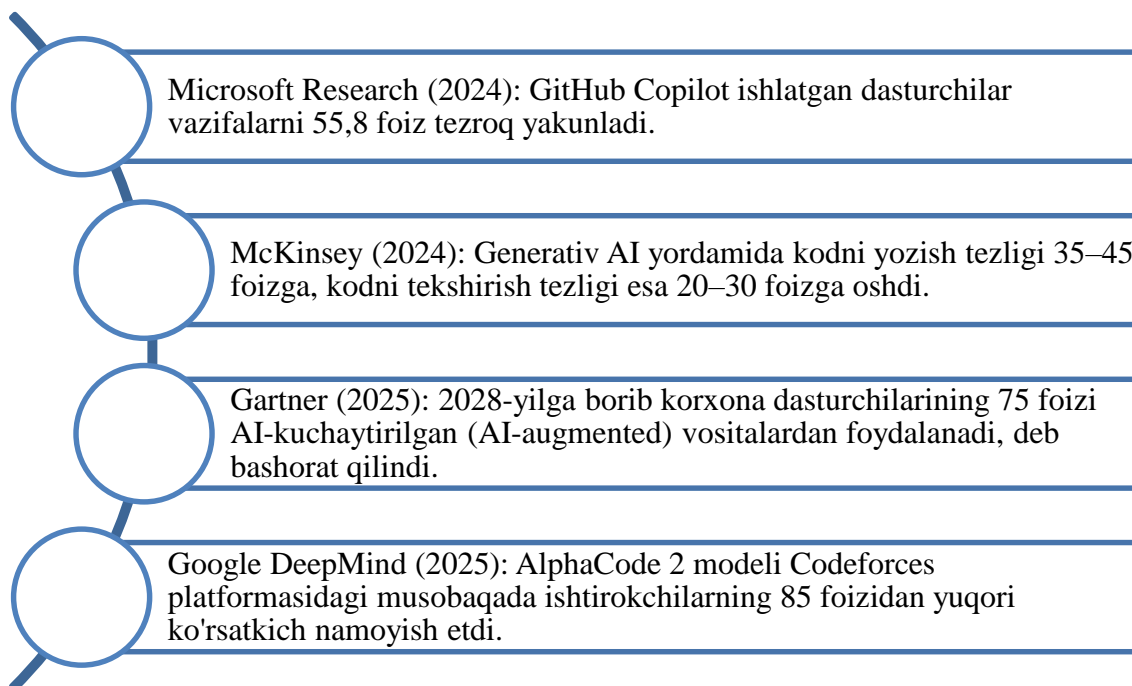 Microsoft Research (2024): GitHub Copilot ishlatgan dasturchilar
vazifalarni 55,8 foiz tezroq yakunladi.
McKinsey (2024): Generativ AI yordamida kodni yozish tezligi 35–45
foizga, kodni tekshirish tezligi esa 20–30 foizga oshdi.
Gartner (2025): 2028-yilga borib korxona dasturchilarining 75 foizi
AI-kuchaytirilgan (AI-augmented) vositalardan foydalanadi, deb
bashorat qilindi.
Google DeepMind (2025): AlphaCode 2 modeli Codeforces
platformasidagi musobaqada ishtirokchilarning 85 foizidan yuqori
ko'rsatkich namoyish etdi.